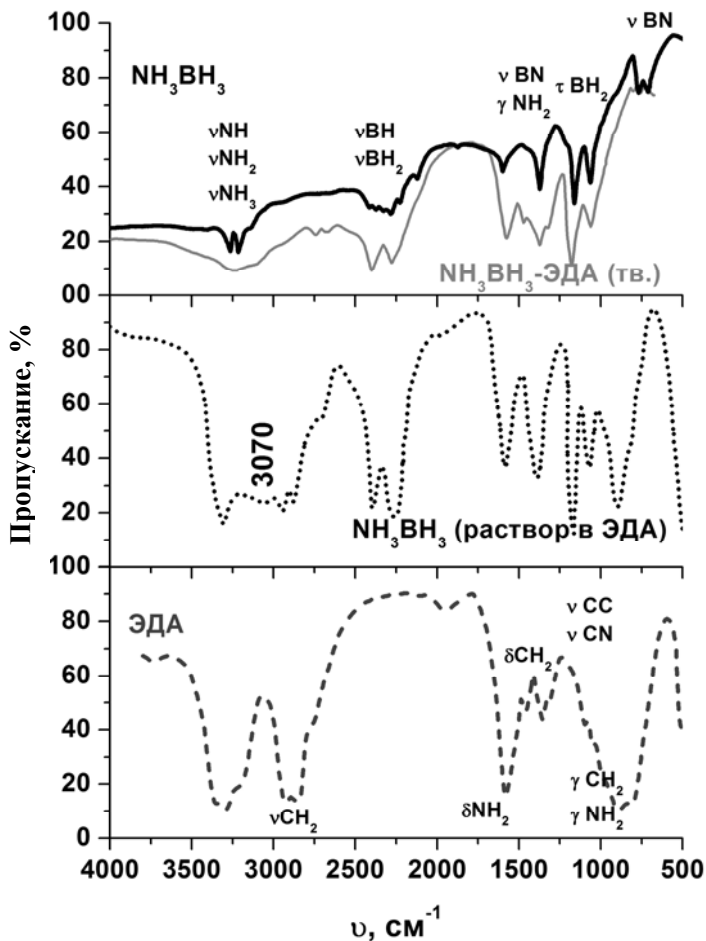 100
80
60
40
20
00
NH₃BH₃
νNH
νNH₂
νNH₃
νBH
νBH₂
ν BN
γ NH₂
τ BH₂
ν BN
NH₃BH₃-ЭДА (тв.)
Пропускание, %
80
60
40
20
100
3070
NH₃BH₃ (раствор в ЭДА)
80
60
40
20
0
ЭДА
νCH₂
δNH₂
δCH₂
ν CC
ν CN
γ CH₂
γ NH₂
4000 3500 3000 2500 2000 1500 1000 500
υ, см⁻¹